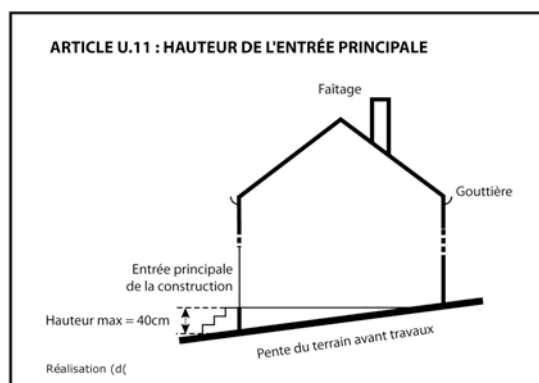 ARTICLE U.11 : HAUTEUR DE L'ENTRÉE PRINCIPALE
Faîtage
Gouttière
Entrée principale
de la construction
Hauteur max = 40cm
Pente du terrain avant travaux
Réalisation (d(